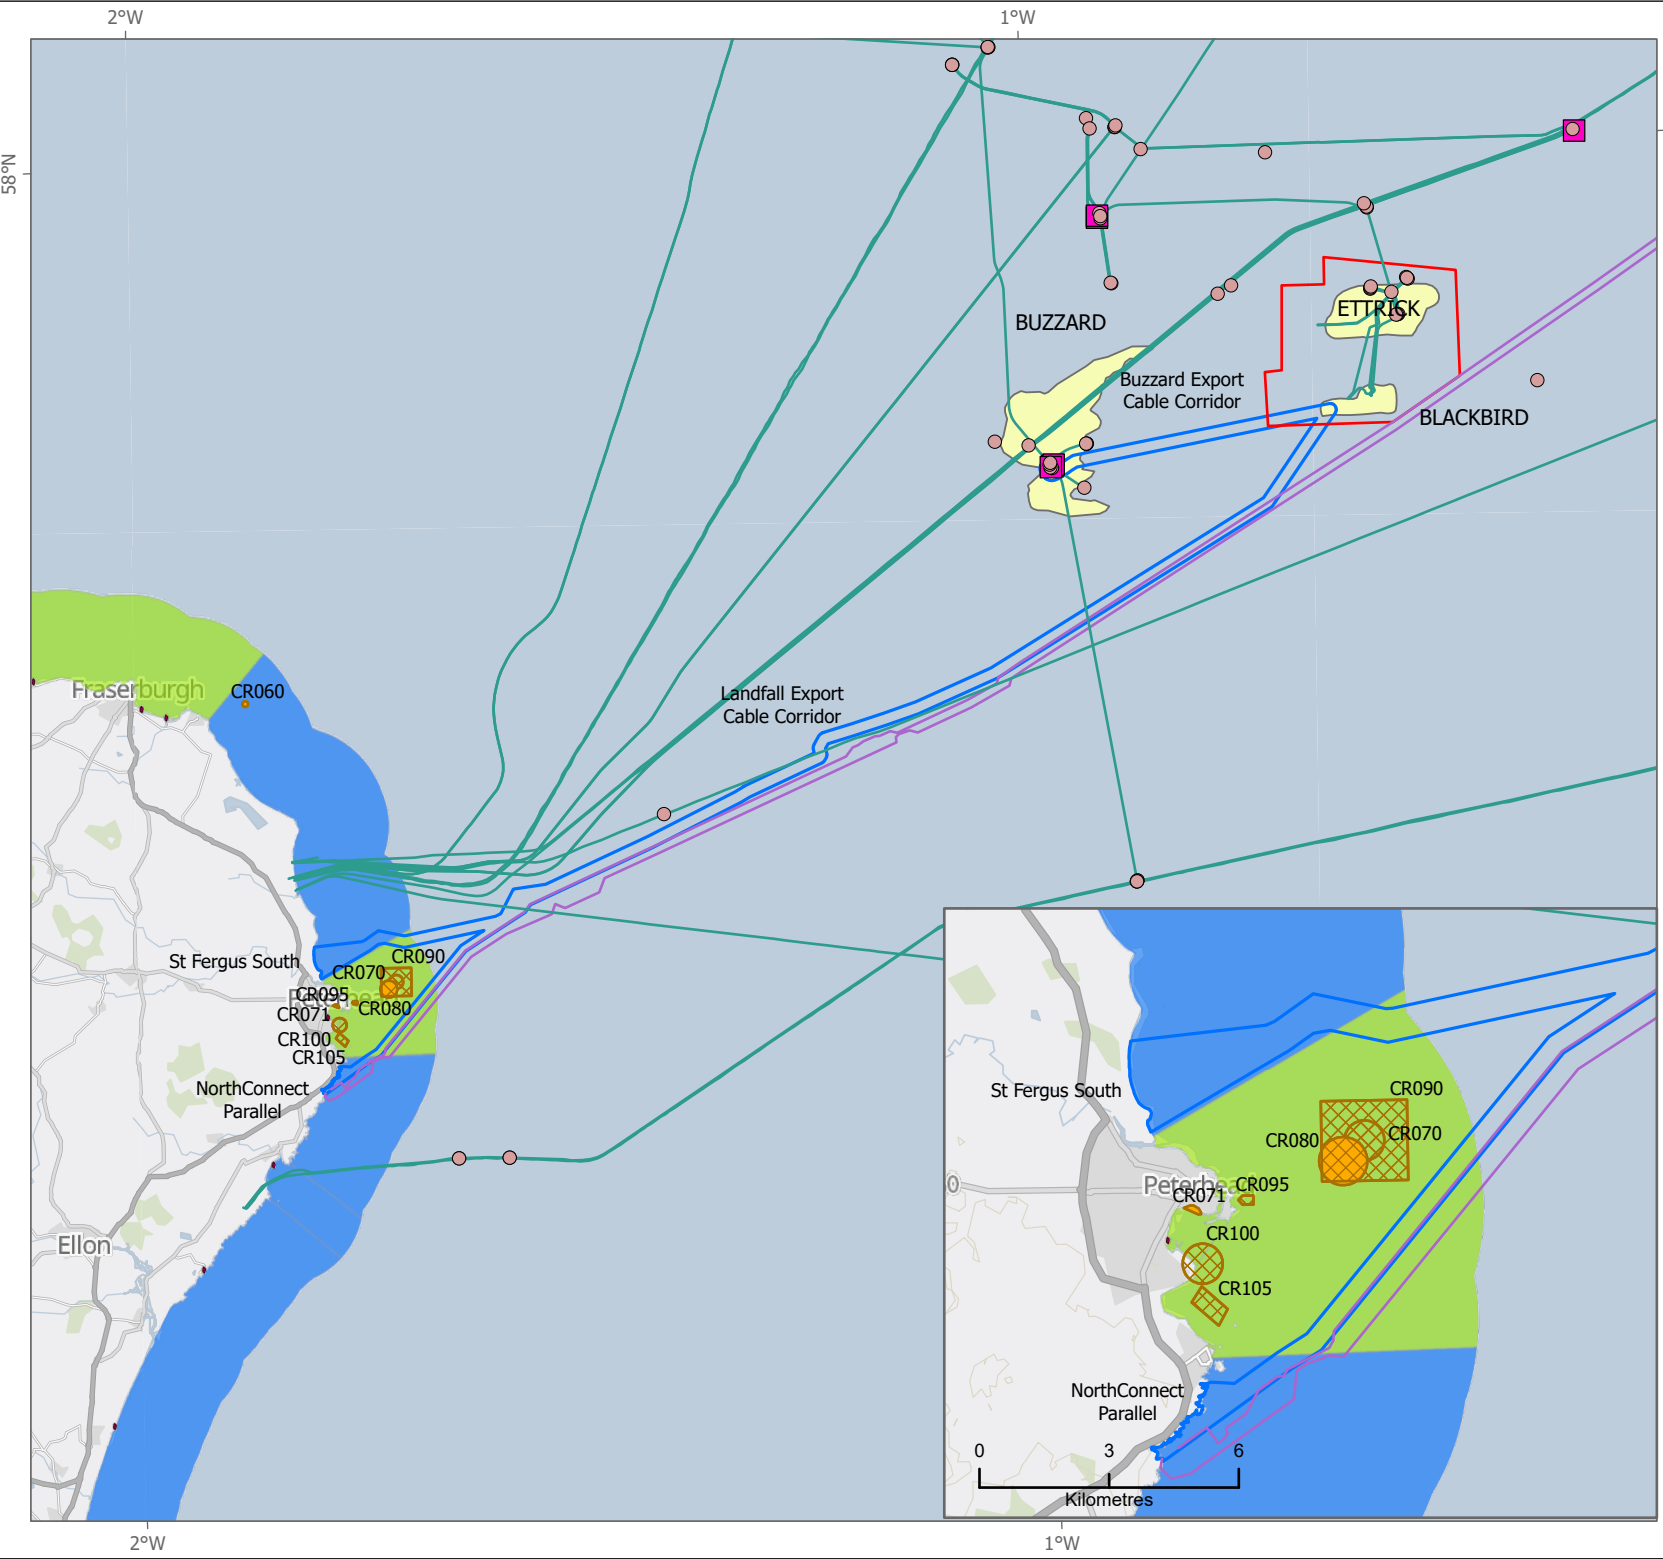 2°W
1°W
58°N
BUZZARD
ETTRICK
Buzzard Export
Cable Corridor
BLACKBIRD
Fraserburgh
CR060
Landfall Export
Cable Corridor
St Fergus South
CR090
CR070
CR095
CR080
CR071
CR100
CR105
NorthConnect
Parallel
Ellon
CR090
St Fergus South
CR080
CR070
Peterhea
CR095
CR071
CR100
CR105
NorthConnect
Parallel
0
3
6
Kilometres
2°W
1°W